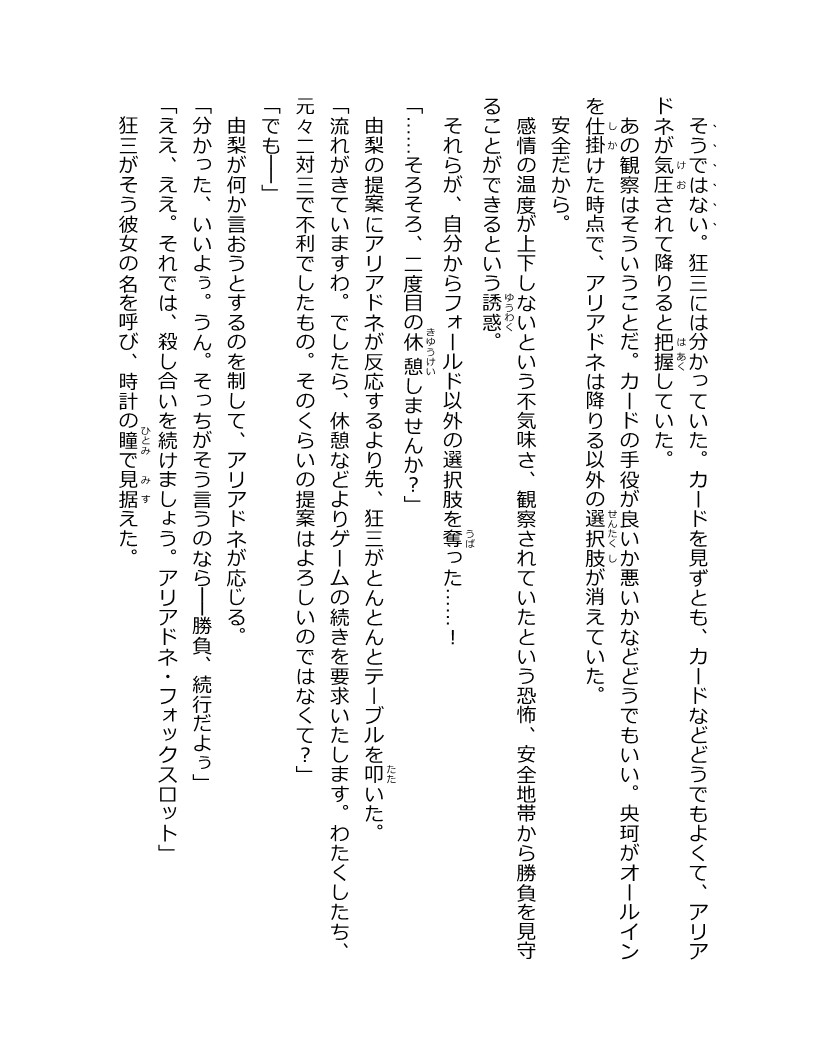 そうではない。狂三には分かっていた。カードを見ずとも、カードなどどうでもよくて、アリア
ドネが気圧されて降りると把握していた。
あの観察はそういうことだ。カードの手役が良いか悪いかなどどうでもいい。央珂がオールイン
を仕掛けた時点で、アリアドネは降りる以外の選択肢が消えていた。
安全だから。
感情の温度が上下しないという不気味さ、観察されていたという恐怖、安全地帯から勝負を見守
ることができるという誘惑。
それらが、自分からフォールド以外の選択肢を奪った……！
「……そろそろ、二度目の休憩しませんか？」
由梨の提案にアリアドネが反応するより先、狂三がとんとんとテーブルを叩いた。
「流れがきていますわ。でしたら、休憩などよりゲームの続きを要求いたします。わたくしたち、
元々二対三で不利でしたもの。そのくらいの提案はよろしいのではなくて？」
「でも──」
由梨が何か言おうとするのを制して、アリアドネが応じる。
「分かった、いいよぅ。うん。そっちがそう言うのなら──勝負、続行だよぅ」
「ええ、ええ。それでは、殺し合いを続けましょう。アリアドネ・フォックスロット」
狂三がそう彼女の名を呼び、時計の瞳で見据えた。